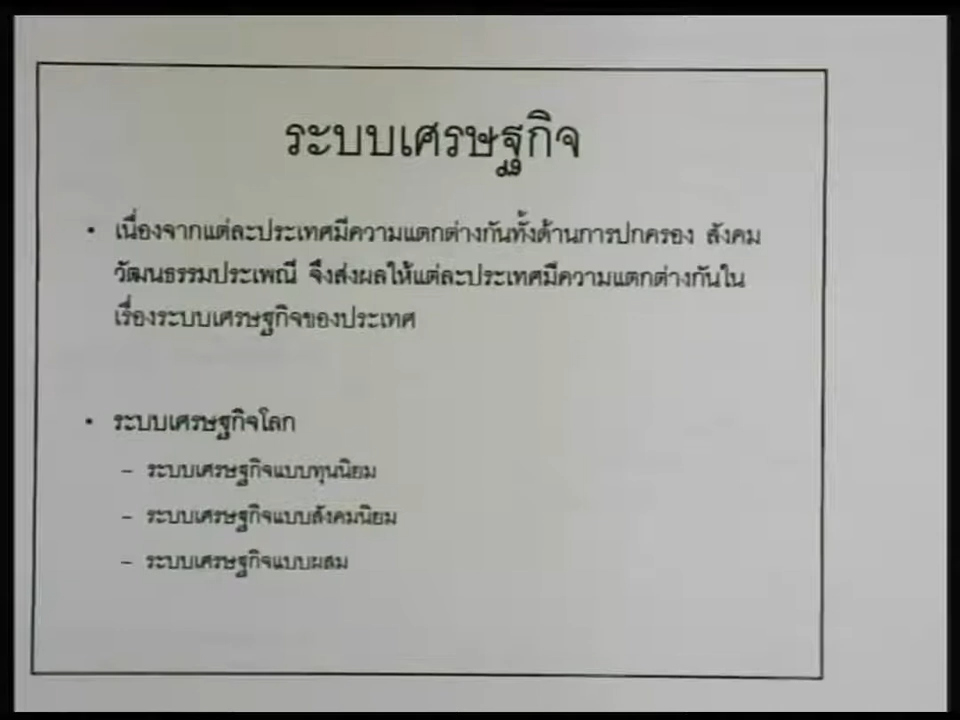 ระบบเศรษฐกิจ
• เนื่องจากแต่ละประเทศมีความแตกต่างกันทั้งด้านการปกครอง สังคม
วัฒนธรรมประเพณี จึงส่งผลให้แต่ละประเทศมีความแตกต่างกันใน
เรื่องระบบเศรษฐกิจของประเทศ
• ระบบเศรษฐกิจโลก
– ระบบเศรษฐกิจแบบทุนนิยม
– ระบบเศรษฐกิจแบบสังคมนิยม
– ระบบเศรษฐกิจแบบผสม